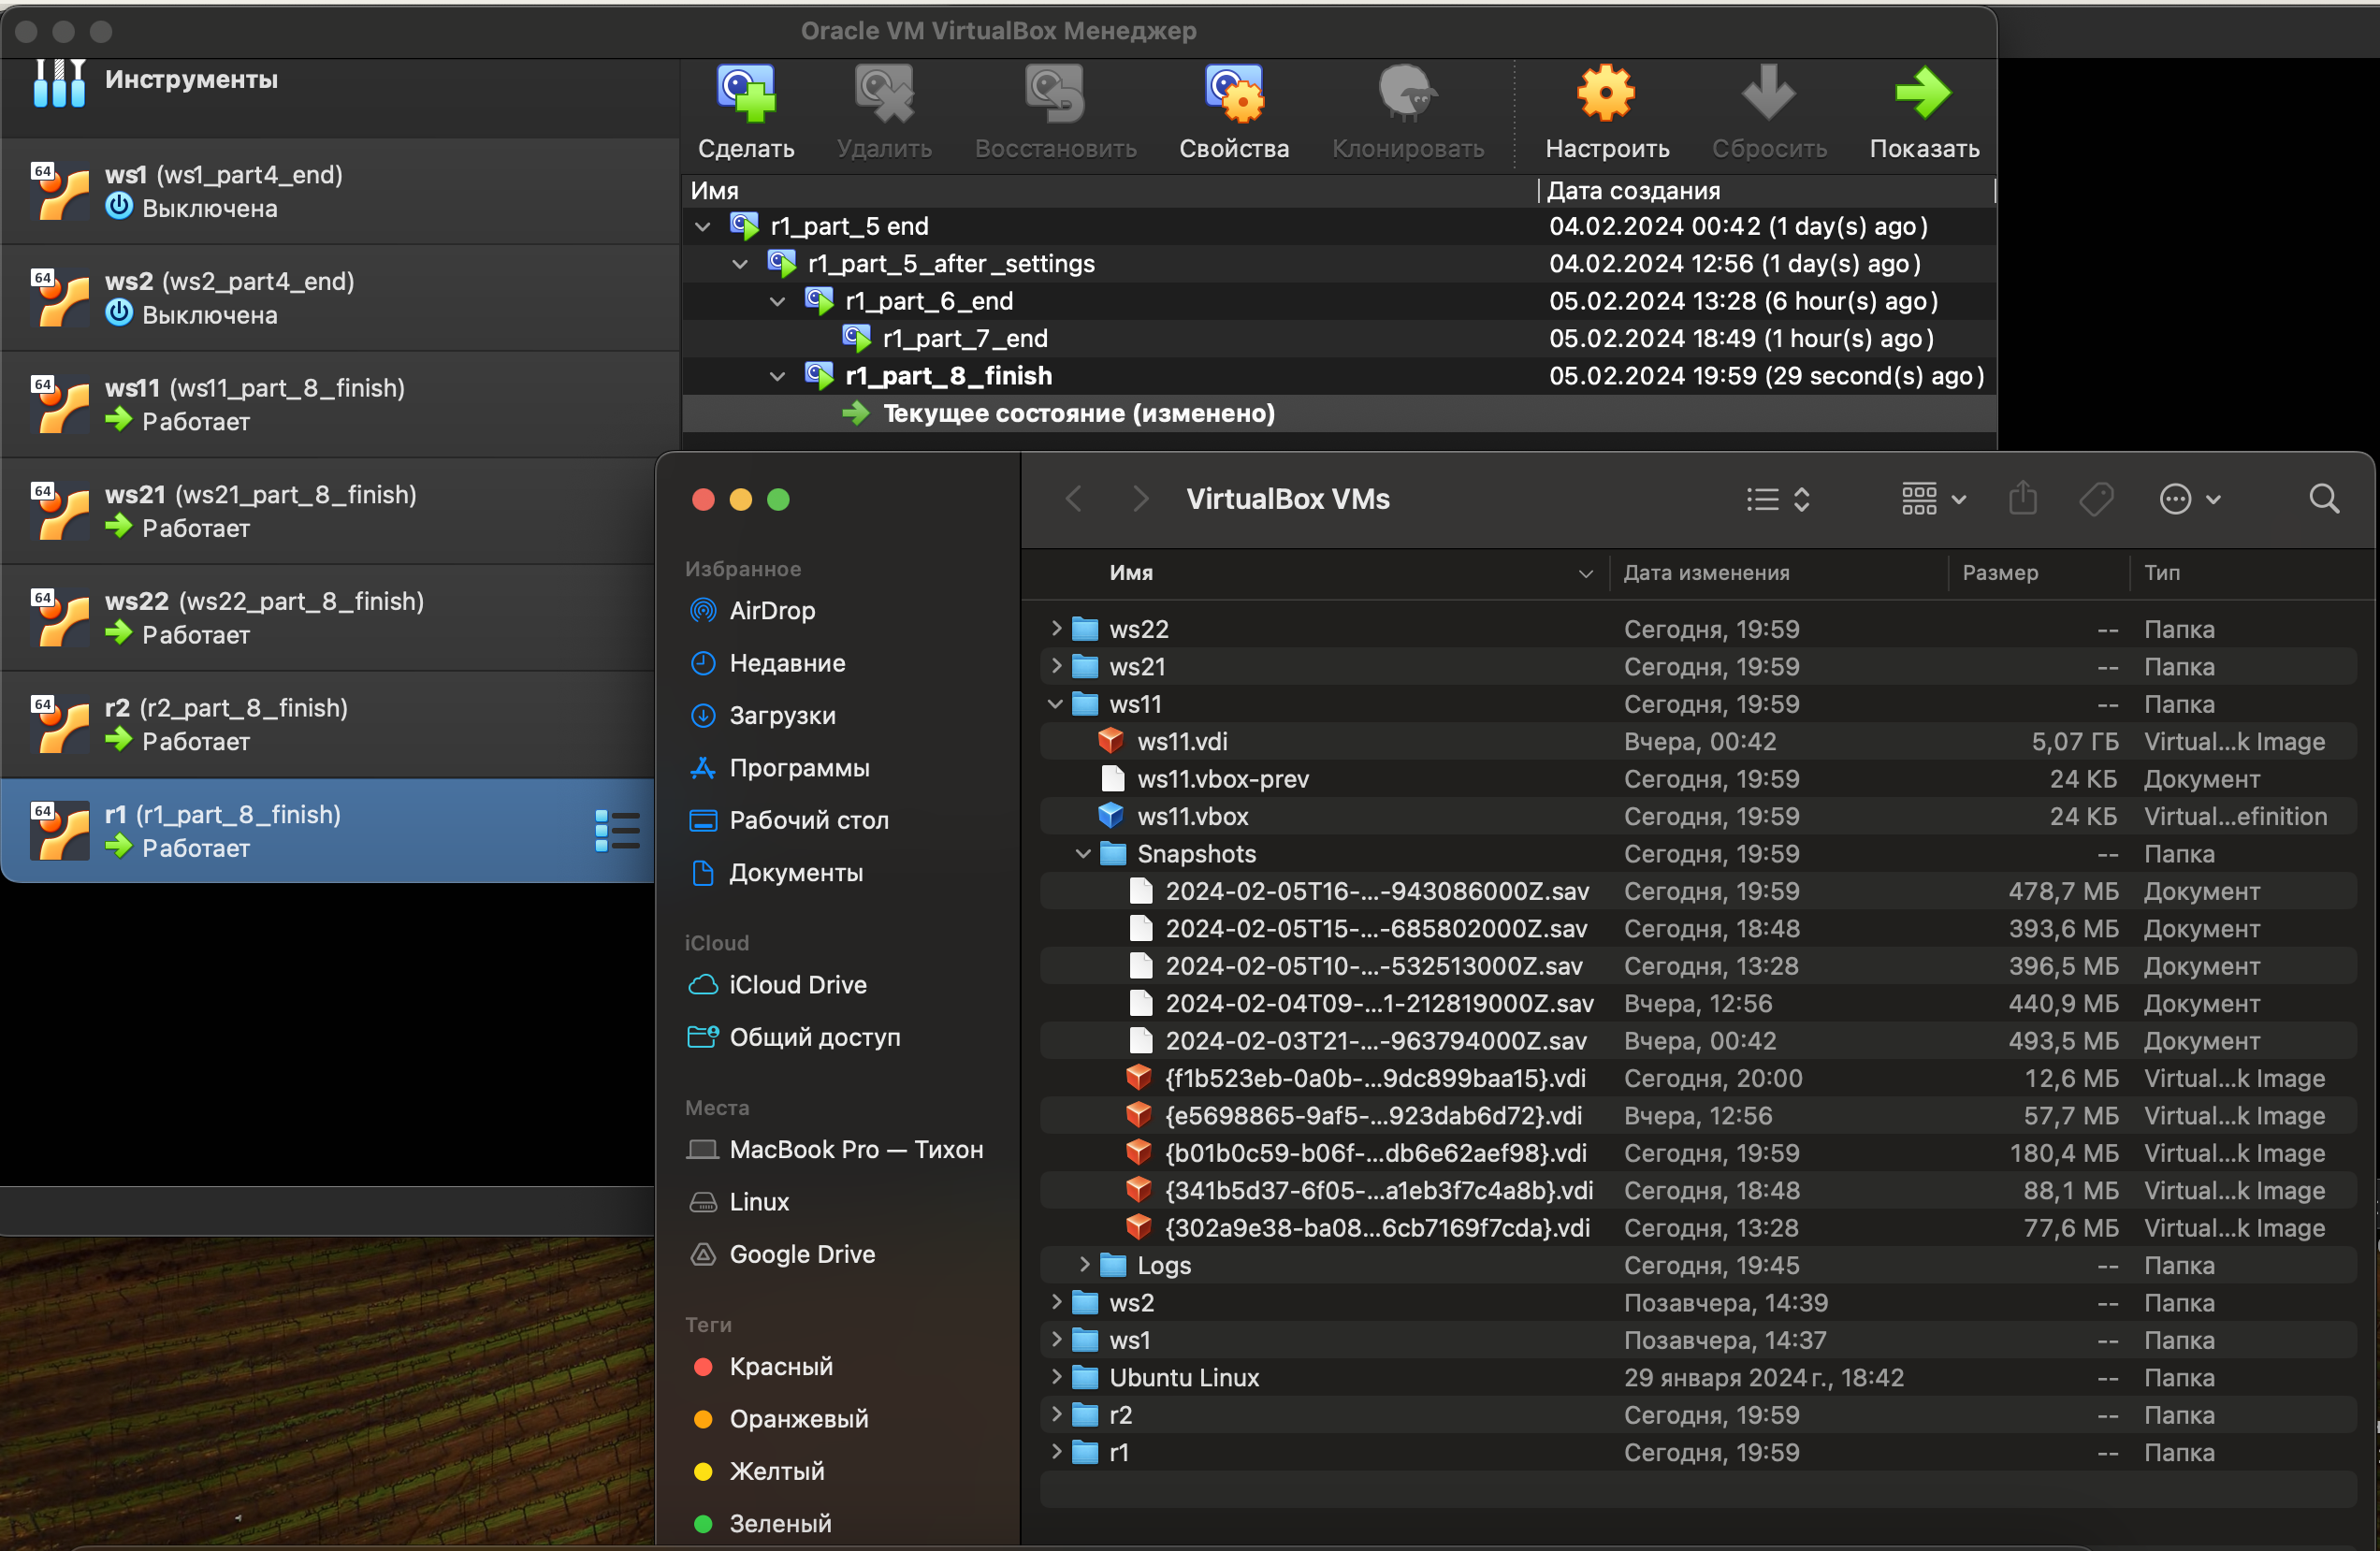 Oracle VM VirtualBox Менеджер
Инструменты
64
ws1 (ws1_part4_end)
Выключена
64
ws2 (ws2_part4_end)
Выключена
64
ws11 (ws11_part_8_finish)
Работает
64
ws21 (ws21_part_8_finish)
Работает
64
ws22 (ws22_part_8_finish)
Работает
64
r2 (r2_part_8_finish)
Работает
64
r1 (r1_part_8_finish)
Работает
Сделать Удалить Восстановить Свойства Клонировать Настроить Сбросить Показать
Имя Дата создания
r1_part_5 end 04.02.2024 00:42 (1 day(s) ago)
r1_part_5_after_settings 04.02.2024 12:56 (1 day(s) ago)
r1_part_6_end 05.02.2024 13:28 (6 hour(s) ago)
r1_part_7_end 05.02.2024 18:49 (1 hour(s) ago)
r1_part_8_finish 05.02.2024 19:59 (29 second(s) ago)
Текущее состояние (изменено)
Избранное
AirDrop
Недавние
Загрузки
Программы
Рабочий стол
Документы
iCloud
iCloud Drive
Общий доступ
Места
MacBook Pro — Тихон
Linux
Google Drive
Теги
Красный
Оранжевый
Желтый
Зеленый
VirtualBox VMs
Имя Дата изменения Размер Тип
ws22 Сегодня, 19:59 -- Папка
ws21 Сегодня, 19:59 -- Папка
ws11 Сегодня, 19:59 -- Папка
ws11.vdi Вчера, 00:42 5,07 ГБ Virtual...k Image
ws11.vbox-prev Сегодня, 19:59 24 КБ Документ
ws11.vbox Сегодня, 19:59 24 КБ Virtual...efinition
Snapshots Сегодня, 19:59 -- Папка
2024-02-05T16-...-943086000Z.sav Сегодня, 19:59 478,7 МБ Документ
2024-02-05T15-...-685802000Z.sav Сегодня, 18:48 393,6 МБ Документ
2024-02-05T10-...-532513000Z.sav Сегодня, 13:28 396,5 МБ Документ
2024-02-04T09-...1-212819000Z.sav Вчера, 12:56 440,9 МБ Документ
2024-02-03T21-...-963794000Z.sav Вчера, 00:42 493,5 МБ Документ
{f1b523eb-0a0b-...9dc899baa15}.vdi Сегодня, 20:00 12,6 МБ Virtual...k Image
{e5698865-9af5-...923dab6d72}.vdi Вчера, 12:56 57,7 МБ Virtual...k Image
{b01b0c59-b06f-...db6e62aef98}.vdi Сегодня, 19:59 180,4 МБ Virtual...k Image
{341b5d37-6f05-...a1eb3f7c4a8b}.vdi Сегодня, 18:48 88,1 МБ Virtual...k Image
{302a9e38-ba08...6cb7169f7cda}.vdi Сегодня, 13:28 77,6 МБ Virtual...k Image
Logs Сегодня, 19:45 -- Папка
ws2 Позавчера, 14:39 -- Папка
ws1 Позавчера, 14:37 -- Папка
Ubuntu Linux 29 января 2024 г., 18:42 -- Папка
r2 Сегодня, 19:59 -- Папка
r1 Сегодня, 19:59 -- Папка